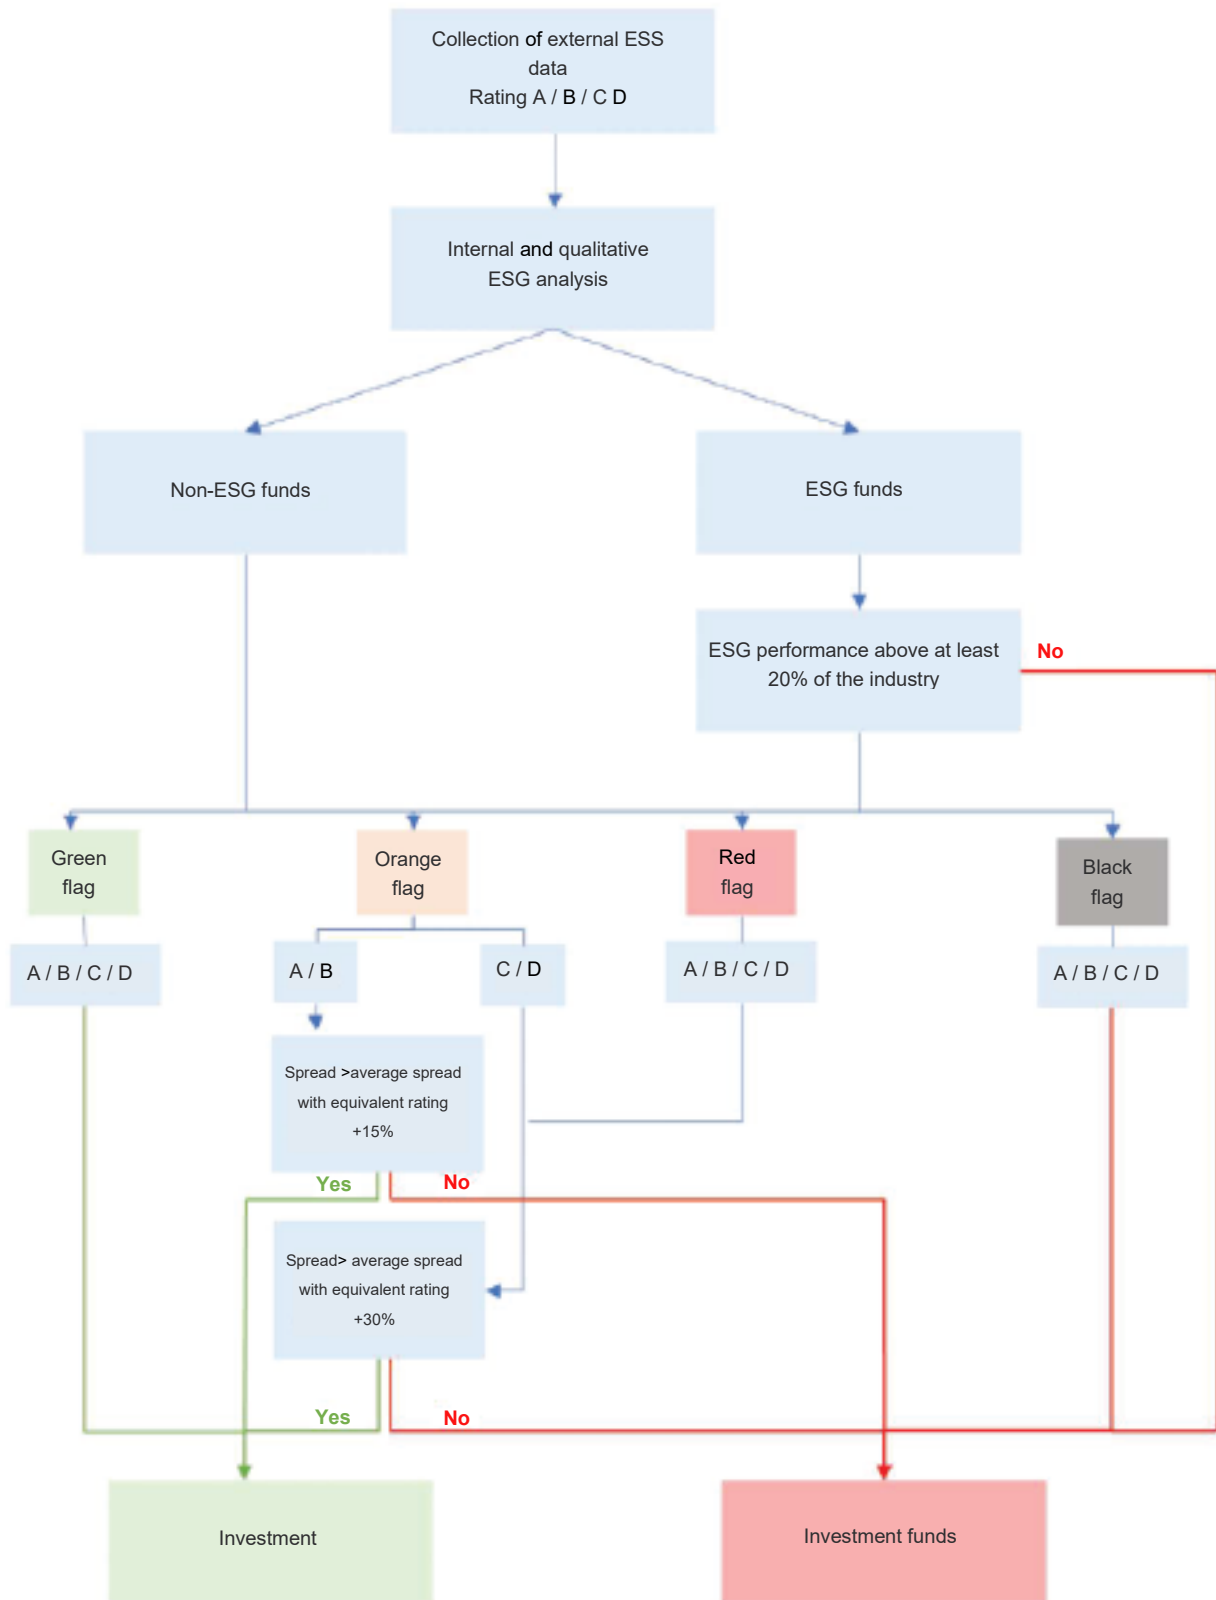 Collection of external ESS
data
Rating A / B / C D
Internal and qualitative
ESG analysis
Non-ESG funds
ESG funds
ESG performance above at least
20% of the industry
No
Green
flag
Orange
flag
Red
flag
Black
flag
A / B / C / D
A / B
C / D
A / B / C / D
A / B / C / D
Spread >average spread
with equivalent rating
+15%
Yes
No
Spread> average spread
with equivalent rating
+30%
Yes
No
Investment
Investment funds